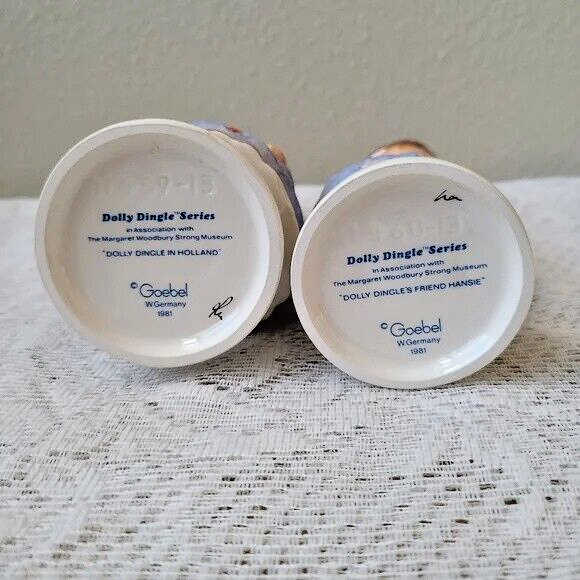 Dolly Dingle™ Series
in Association with
The Margaret Woodbury Strong Museum
"DOLLY DINGLE IN HOLLAND"
© Goebel
W.Germany
1981
Dolly Dingle™ Series
in Association with
The Margaret Woodbury Strong Museum
"DOLLY DINGLE'S FRIEND HANSIE"
© Goebel
W.Germany
1981